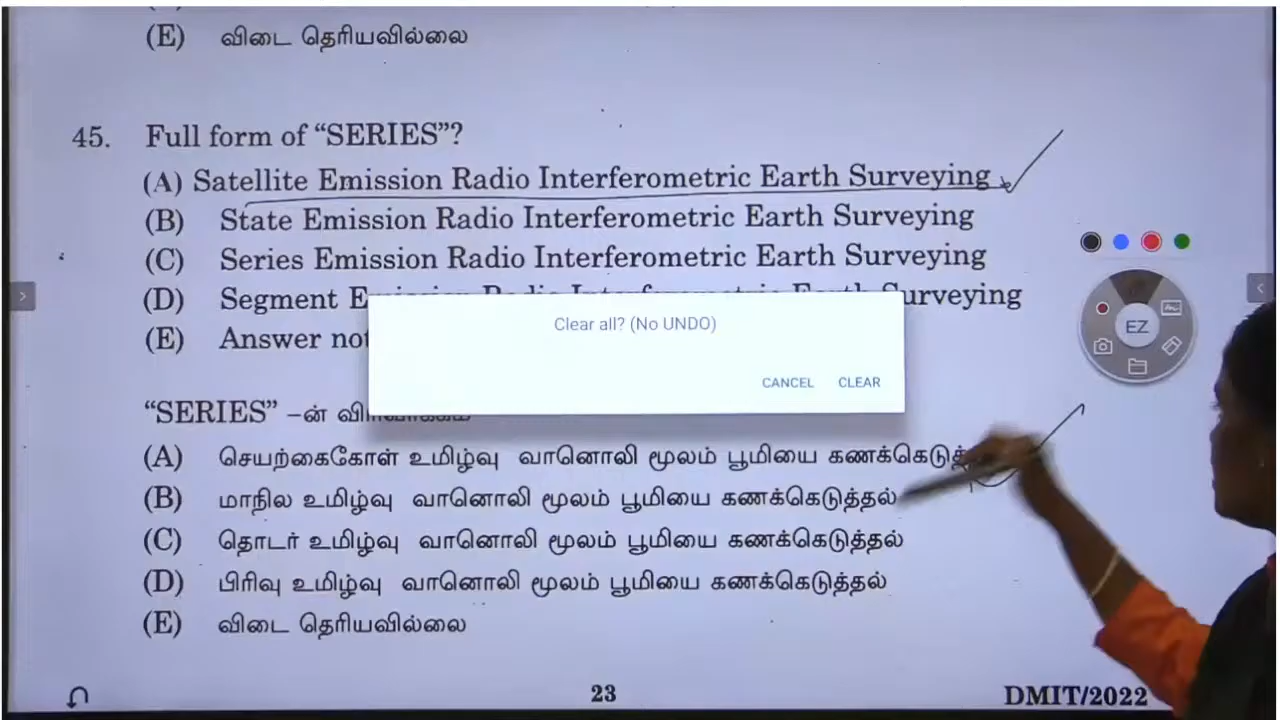 (E) விடை தெரியவில்லை
45. Full form of “SERIES”?
(A) Satellite Emission Radio Interferometric Earth Surveying
(B) State Emission Radio Interferometric Earth Surveying
(C) Series Emission Radio Interferometric Earth Surveying
(D) Segment Earth Surveying
(E) Answer not
Clear all? (No UNDO)
CANCEL CLEAR
EZ
“SERIES” –ன்
(A) செயற்கைகோள் உமிழ்வு வானொலி மூலம் பூமியை
(B) மாநில உமிழ்வு வானொலி மூலம் பூமியை கணக்கெடுத்தல்
(C) தொடர் உமிழ்வு வானொலி மூலம் பூமியை கணக்கெடுத்தல்
(D) பிரிவு உமிழ்வு வானொலி மூலம் பூமியை கணக்கெடுத்தல்
(E) விடை தெரியவில்லை
23
DMIT/2022